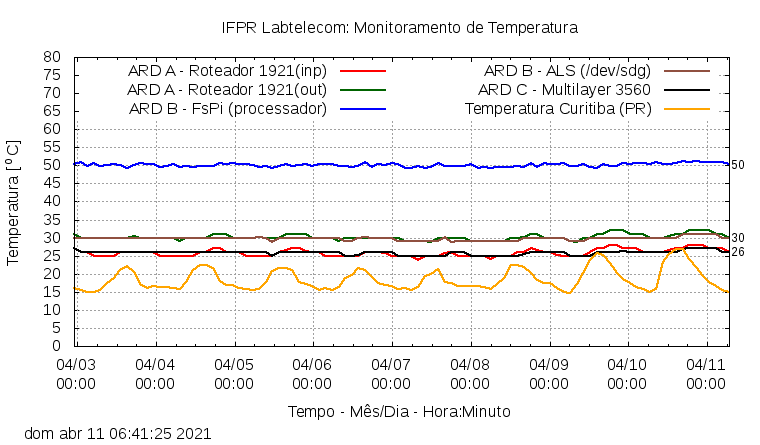 IFPR Labtelecom: Monitoramento de Temperatura
Temperatura [°C]
80
75
70
65
60
55
50
45
40
35
30
25
20
15
10
5
0
ARD A - Roteador 1921(inp)
ARD A - Roteador 1921(out)
ARD B - FsPi (processador)
ARD B - ALS (/dev/sdg)
ARD C - Multilayer 3560
Temperatura Curitiba (PR)
50
30
26
04/03 04/04 04/05 04/06 04/07 04/08 04/09 04/10 04/11
00:00 00:00 00:00 00:00 00:00 00:00 00:00 00:00 00:00
Tempo - Mês/Dia - Hora:Minuto
dom abr 11 06:41:25 2021